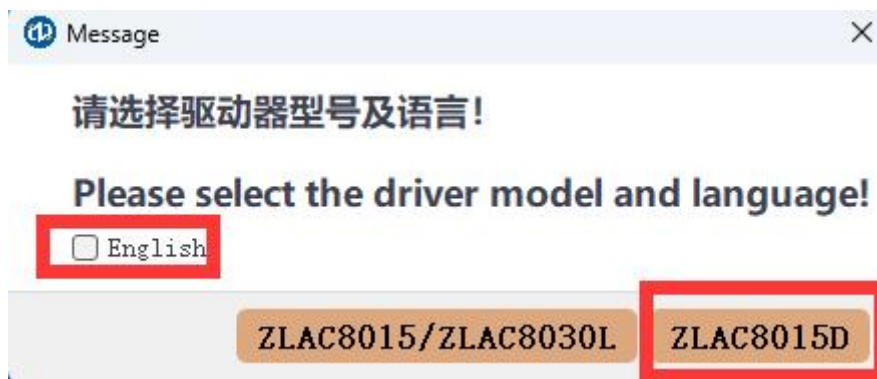 Message
请选择驱动器型号及语言！
Please select the driver model and language!
English
ZLAC8015/ZLAC8030L ZLAC8015D